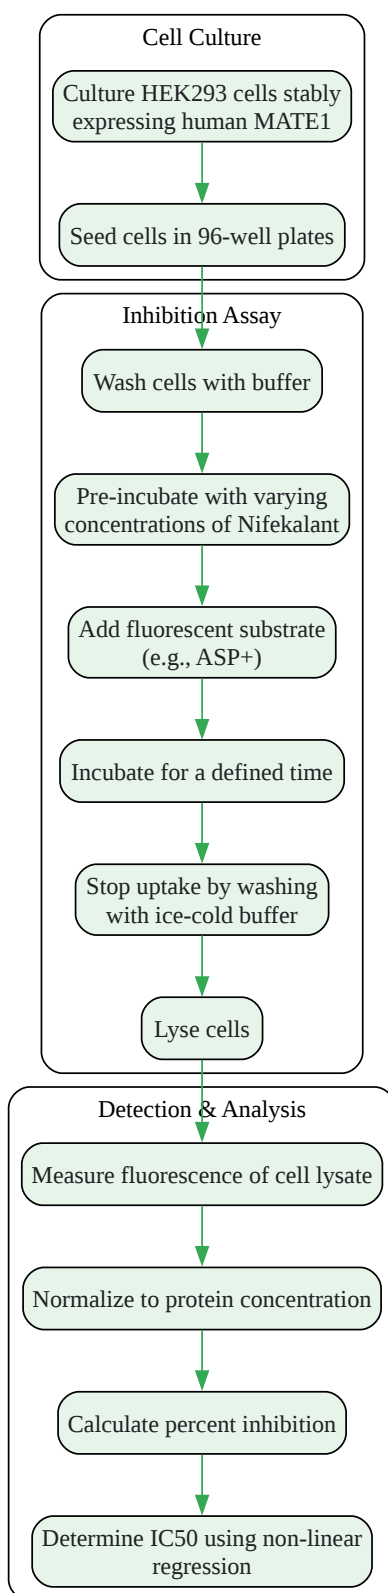 Cell Culture
Culture HEK293 cells stably
expressing human MATE1
Seed cells in 96-well plates
Inhibition Assay
Wash cells with buffer
Pre-incubate with varying
concentrations of Nifekalant
Add fluorescent substrate
(e.g., ASP+)
Incubate for a defined time
Stop uptake by washing
with ice-cold buffer
Lyse cells
Detection & Analysis
Measure fluorescence of cell lysate
Normalize to protein concentration
Calculate percent inhibition
Determine IC50 using non-linear
regression